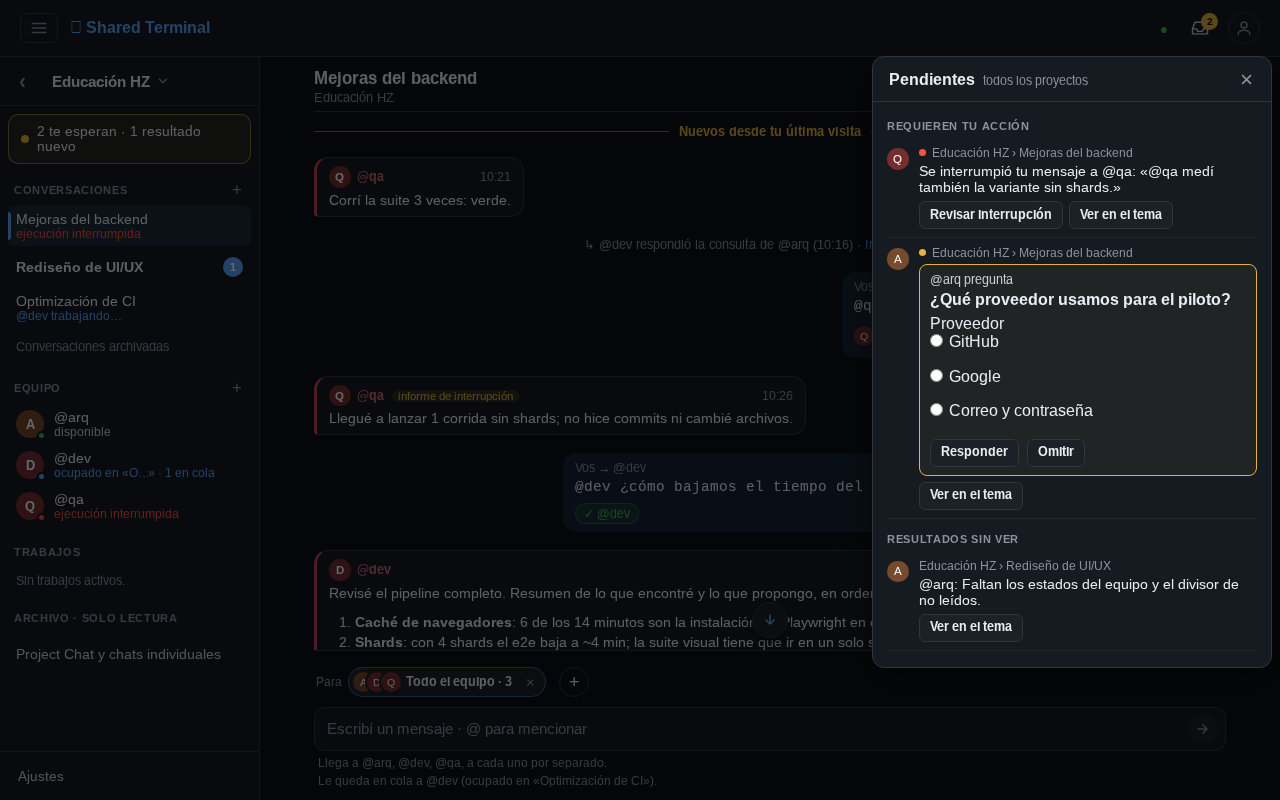 Shared Terminal
2
Educación HZ
2 te esperan · 1 resultado
nuevo
CONVERSACIONES +
Mejoras del backend
ejecución interrumpida
Rediseño de UI/UX 1
Optimización de CI
@dev trabajando…
Conversaciones archivadas
EQUIPO +
A @arq
disponible
D @dev
ocupado en «O…» · 1 en cola
Q @qa
ejecución interrumpida
TRABAJOS
Sin trabajos activos.
ARCHIVO · SOLO LECTURA
Project Chat y chats individuales
Ajustes
Mejoras del backend
Educación HZ
Nuevos desde tu última visita
Q @qa 10:21
Corrí la suite 3 veces: verde.
↳ @dev respondió la consulta de @arq (10:16) ·
Vos
Q
Q @qa informe de interrupción 10:26
Llegué a lanzar 1 corrida sin shards; no hice commits ni cambié archivos.
Vos → @dev
@dev ¿cómo bajamos el tiempo del
✓ @dev
D @dev
Revisé el pipeline completo. Resumen de lo que encontré y lo que propongo, en
1. Caché de navegadores: 6 de los 14 minutos son la instalación Playwright en
2. Shards: con 4 shards el e2e baja a ~4 min; la suite visual tiene que ir en un solo
Para A D Q Todo el equipo · 3 × +
Escribí un mensaje · @ para mencionar
Llega a @arq, @dev, @qa, a cada uno por separado.
Le queda en cola a @dev (ocupado en «Optimización de CI»).
Pendientes todos los proyectos ✕
REQUIEREN TU ACCIÓN
Q Educación HZ › Mejoras del backend
Se interrumpió tu mensaje a @qa: «@qa medí
también la variante sin shards.»
Revisar interrupción Ver en el tema
A Educación HZ › Mejoras del backend
@arq pregunta
¿Qué proveedor usamos para el piloto?
Proveedor
GitHub
Google
Correo y contraseña
Responder Omitir
Ver en el tema
RESULTADOS SIN VER
A Educación HZ › Rediseño de UI/UX
@arq: Faltan los estados del equipo y el divisor de
no leídos.
Ver en el tema